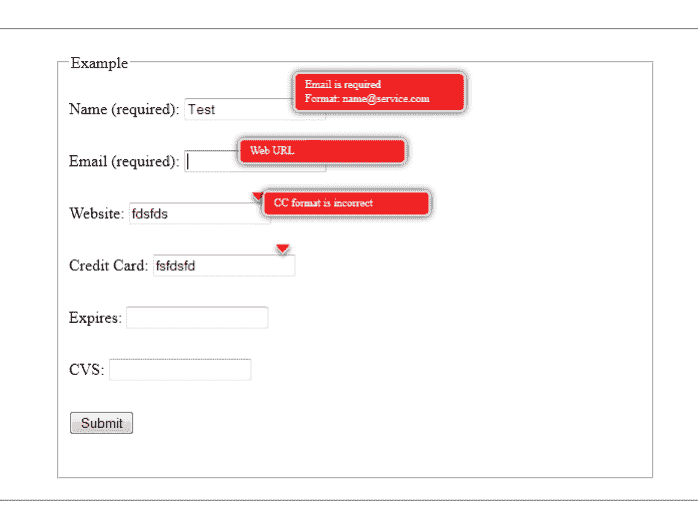 Example
Email is required
Format: name@service.com
Name (required): Test
Web URL
Email (required):
CC format is incorrect
Website: fdsfds
Credit Card: fsfdsfd
Expires:
CVS:
Submit